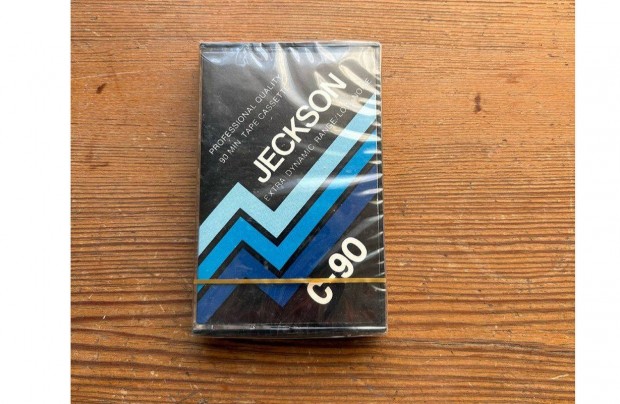 PROFESSIONAL QUALITY
90 MIN TAPE CASSETTE
JECKSON
EXTRA DYNAMIC RANGE LOW NOISE
C-90